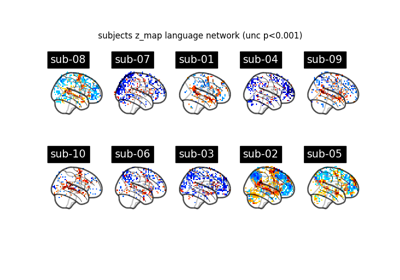 subjects z_map language network (unc p<0.001)
sub-08 sub-07 sub-01 sub-04 sub-09
sub-10 sub-06 sub-03 sub-02 sub-05